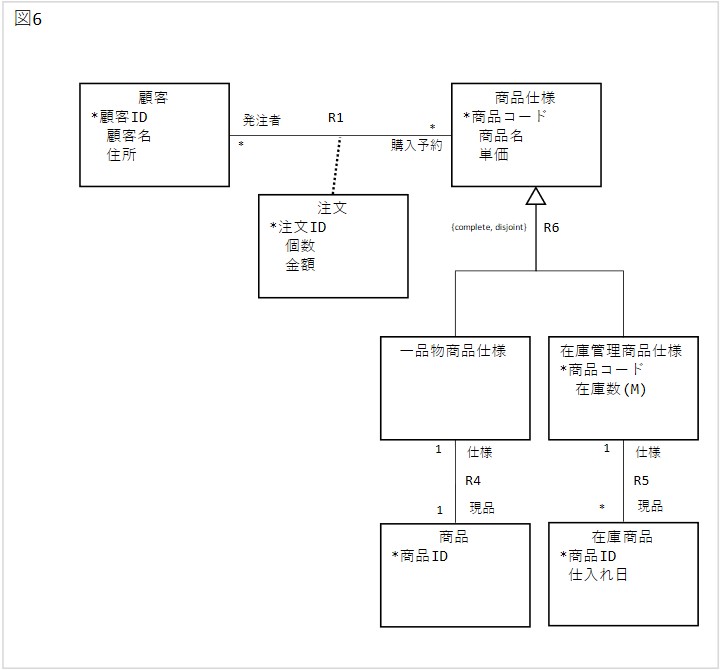 図6
顧客
*顧客ID
顧客名
住所
発注者
*
R1
*
購入予約
商品仕様
*商品コード
商品名
単価
注文
*注文ID
個数
金額
{complete, disjoint}
R6
一品物商品仕様
在庫管理商品仕様
*商品コード
在庫数(M)
1
仕様
R4
1
現品
1
仕様
R5
*
現品
商品
*商品ID
在庫商品
*商品ID
仕入れ日